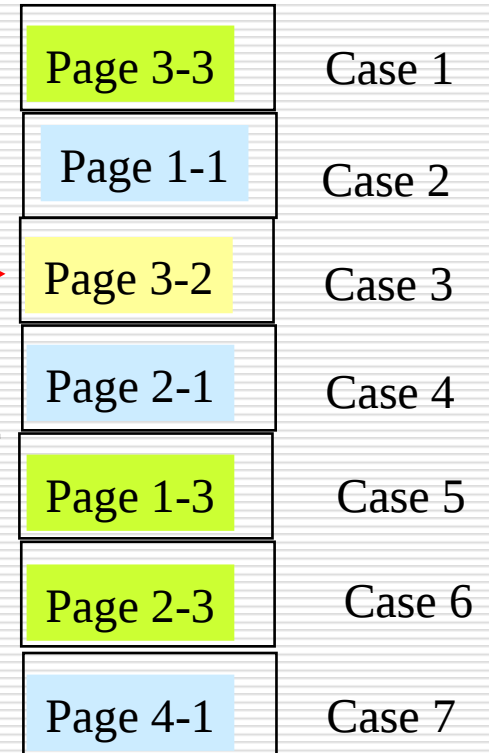 Page 3-3 Case 1
Page 1-1 Case 2
Page 3-2 Case 3
Page 2-1 Case 4
Page 1-3 Case 5
Page 2-3 Case 6
Page 4-1 Case 7